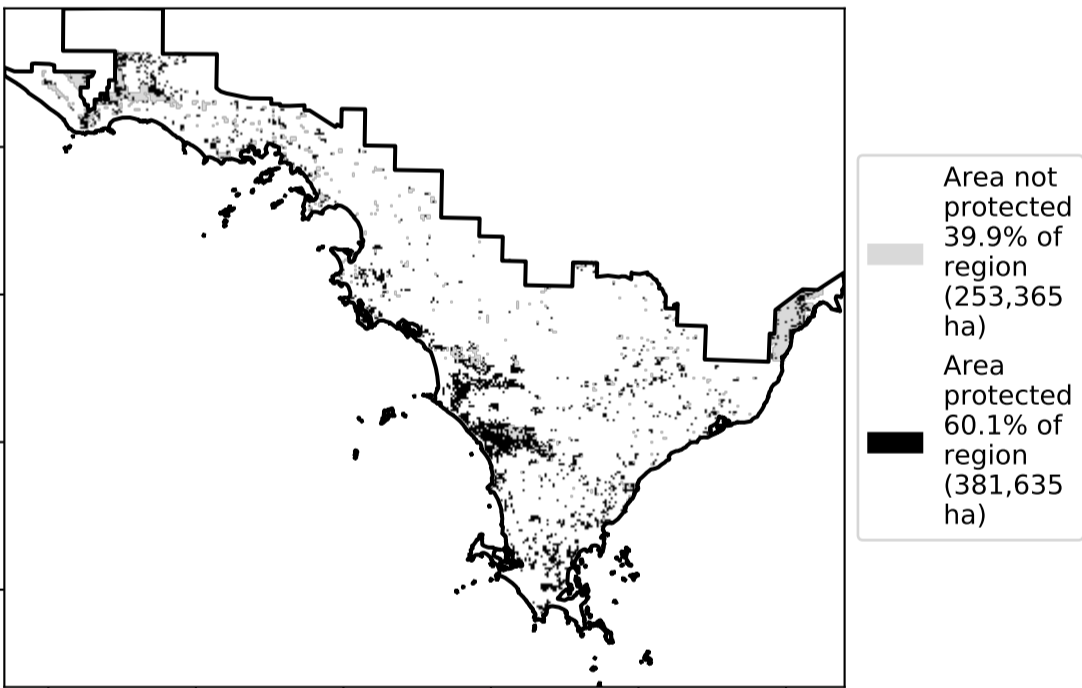 Area not
protected
39.9% of
region
(253,365
ha)
Area
protected
60.1% of
region
(381,635
ha)